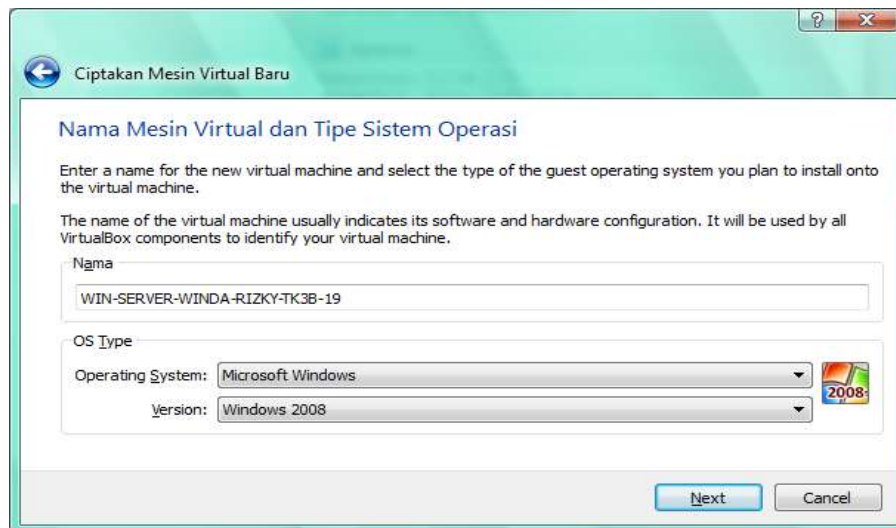 Ciptakan Mesin Virtual Baru
Nama Mesin Virtual dan Tipe Sistem Operasi
Enter a name for the new virtual machine and select the type of the guest operating system you plan to install onto
the virtual machine.
The name of the virtual machine usually indicates its software and hardware configuration. It will be used by all
VirtualBox components to identify your virtual machine.
Nama
WIN-SERVER-WINDA-RIZKY-TK3B-19
OS Type
Operating System: Microsoft Windows
2008
Version: Windows 2008
Next Cancel